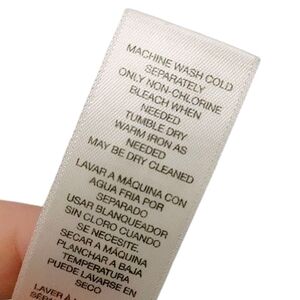 MACHINE WASH COLD
SEPARATELY
ONLY NON-CHLORINE
BLEACH WHEN
NEEDED
TUMBLE DRY
WARM IRON AS
NEEDED
MAY BE DRY CLEANED
LAVAR A MÁQUINA CON
AGUA FRIA POR
SEPARADO
USAR BLANQUEADOR
SIN CLORO CUANDO
SE NECESITE.
SECAR A MÁQUINA
PLANCHAR A BAJA
TEMPERATURA
PUEDE LAVARSE EN
SECO